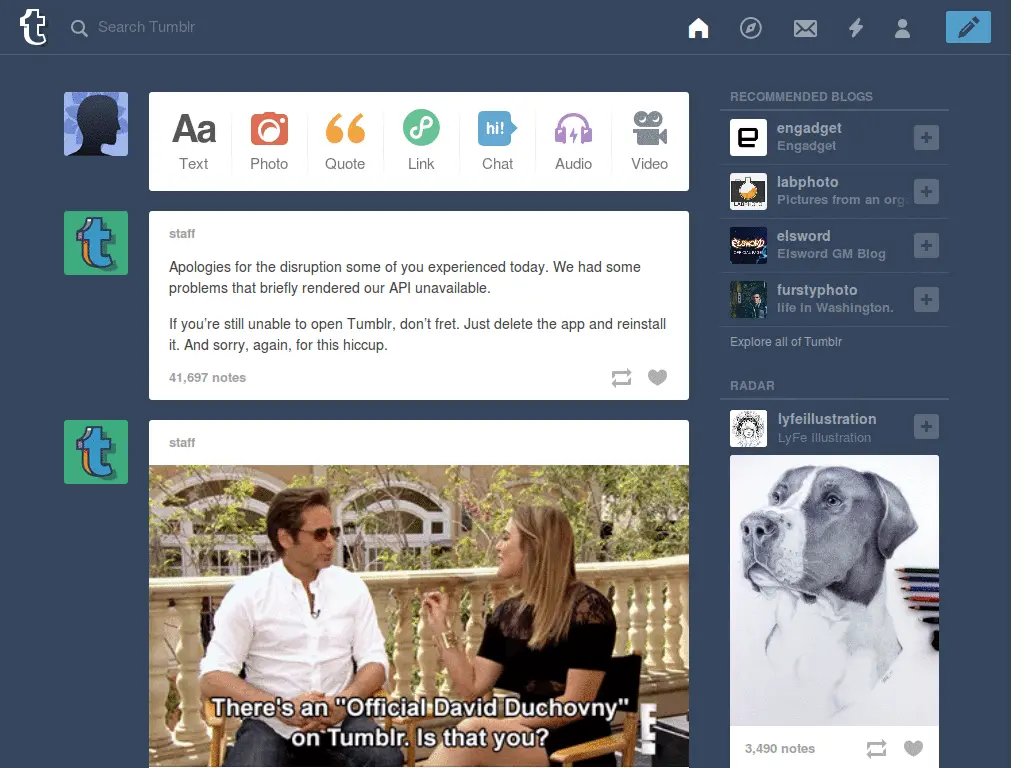 Search Tumblr
Aa
Text
Photo
Quote
Link
hi!
Chat
Audio
Video
staff
Apologies for the disruption some of you experienced today. We had some
problems that briefly rendered our API unavailable.
If you’re still unable to open Tumblr, don’t fret. Just delete the app and reinstall
it. And sorry, again, for this hiccup.
41,697 notes
staff
There's an "Official David Duchovny"
on Tumblr. Is that you?
E
RECOMMENDED BLOGS
engadget
Engadget
labphoto
LABPHOTO
Pictures from an org
elsword
ELSWORD
Elsword GM Blog
furstyphoto
life in Washington.
Explore all of Tumblr
RADAR
lyfeillustration
LyFe Illustration
3,490 notes